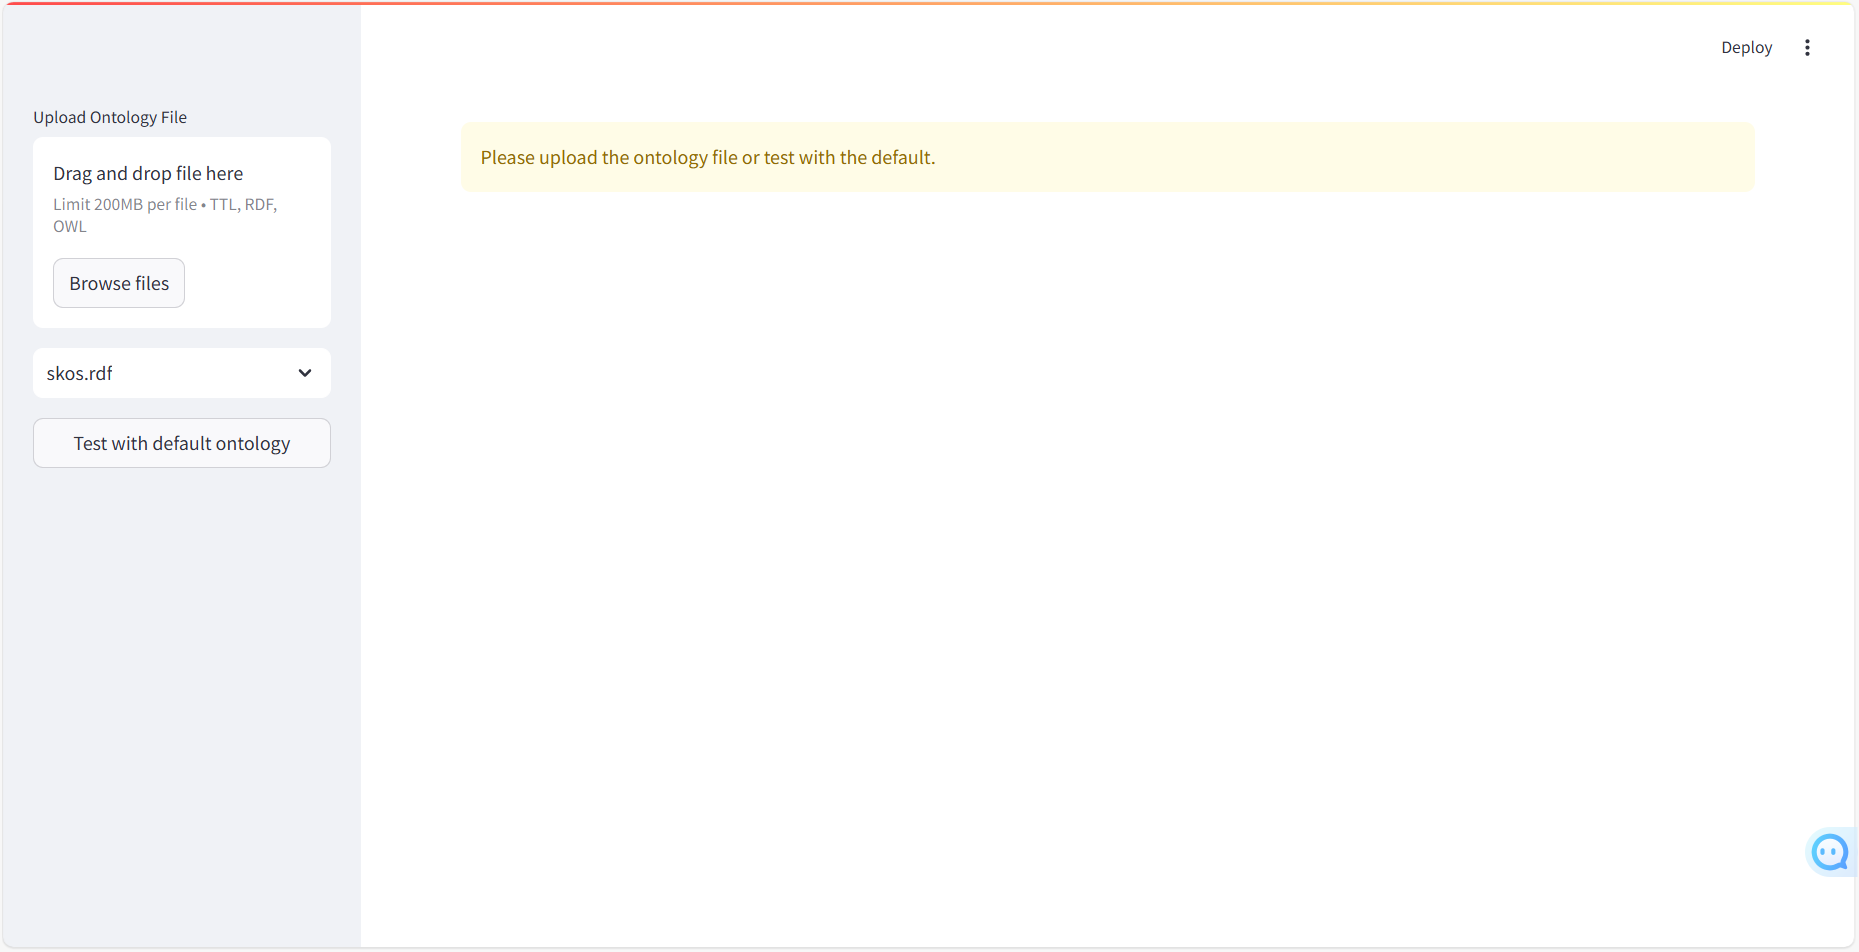 Deploy
Upload Ontology File
Drag and drop file here
Limit 200MB per file • TTL, RDF,
OWL
Browse files
skos.rdf
Test with default ontology
Please upload the ontology file or test with the default.